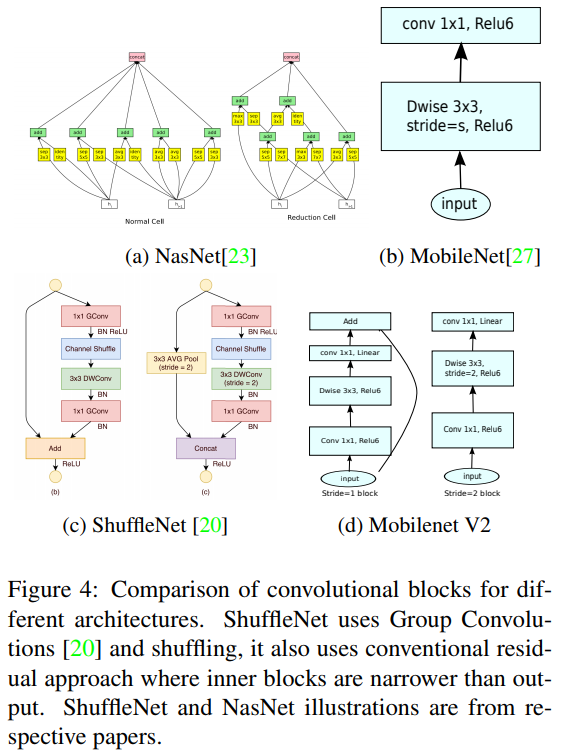 concat
add add add add add
sep iden sep sep avg iden avg avg sep sep
3x3 tity 5x5 3x3 3x3 tity 3x3 3x3 5x5 3x3
Normal Cell
concat
add add
max sep avg iden
3x3 3x3 3x3 tity
add add add
sep sep max sep avg sep
5x5 7x7 3x3 7x7 3x3 5x5
Reduction Cell
(a) NasNet[23]
conv 1x1, Relu6
Dwise 3x3,
stride=s, Relu6
input
(b) MobileNet[27]
1x1 GConv
BN ReLU
Channel Shuffle
3x3 DWConv
BN
1x1 GConv
BN
Add
ReLU
(b)
1x1 GConv
BN ReLU
3x3 AVG Pool
(stride = 2)
Channel Shuffle
3x3 DWConv
(stride = 2)
BN
1x1 GConv
BN
Concat
ReLU
(c)
(c) ShuffleNet [20]
Add
conv 1x1, Linear
Dwise 3x3, Relu6
Conv 1x1, Relu6
input
Stride=1 block
conv 1x1, Linear
Dwise 3x3,
stride=2, Relu6
Conv 1x1, Relu6
input
Stride=2 block
(d) Mobilenet V2
Figure 4: Comparison of convolutional blocks for dif-
ferent architectures. ShuffleNet uses Group Convolu-
tions [20] and shuffling, it also uses conventional resid-
ual approach where inner blocks are narrower than out-
put. ShuffleNet and NasNet illustrations are from re-
spective papers.